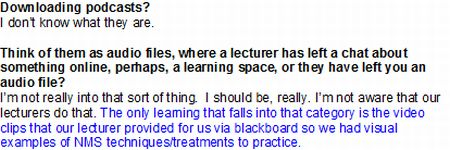 Downloading podcasts?
I don't know what they are.

Think of them as audio files, where a lecturer has left a chat about
something online, perhaps, a learning space, or they have left you an
audio file?
I'm not really into that sort of thing.  I should be, really. I'm not aware that our
lecturers do that. The only learning that falls into that category is the video
clips that our lecturer provided for us via blackboard so we had visual
examples of NMS techniques/treatments to practice.